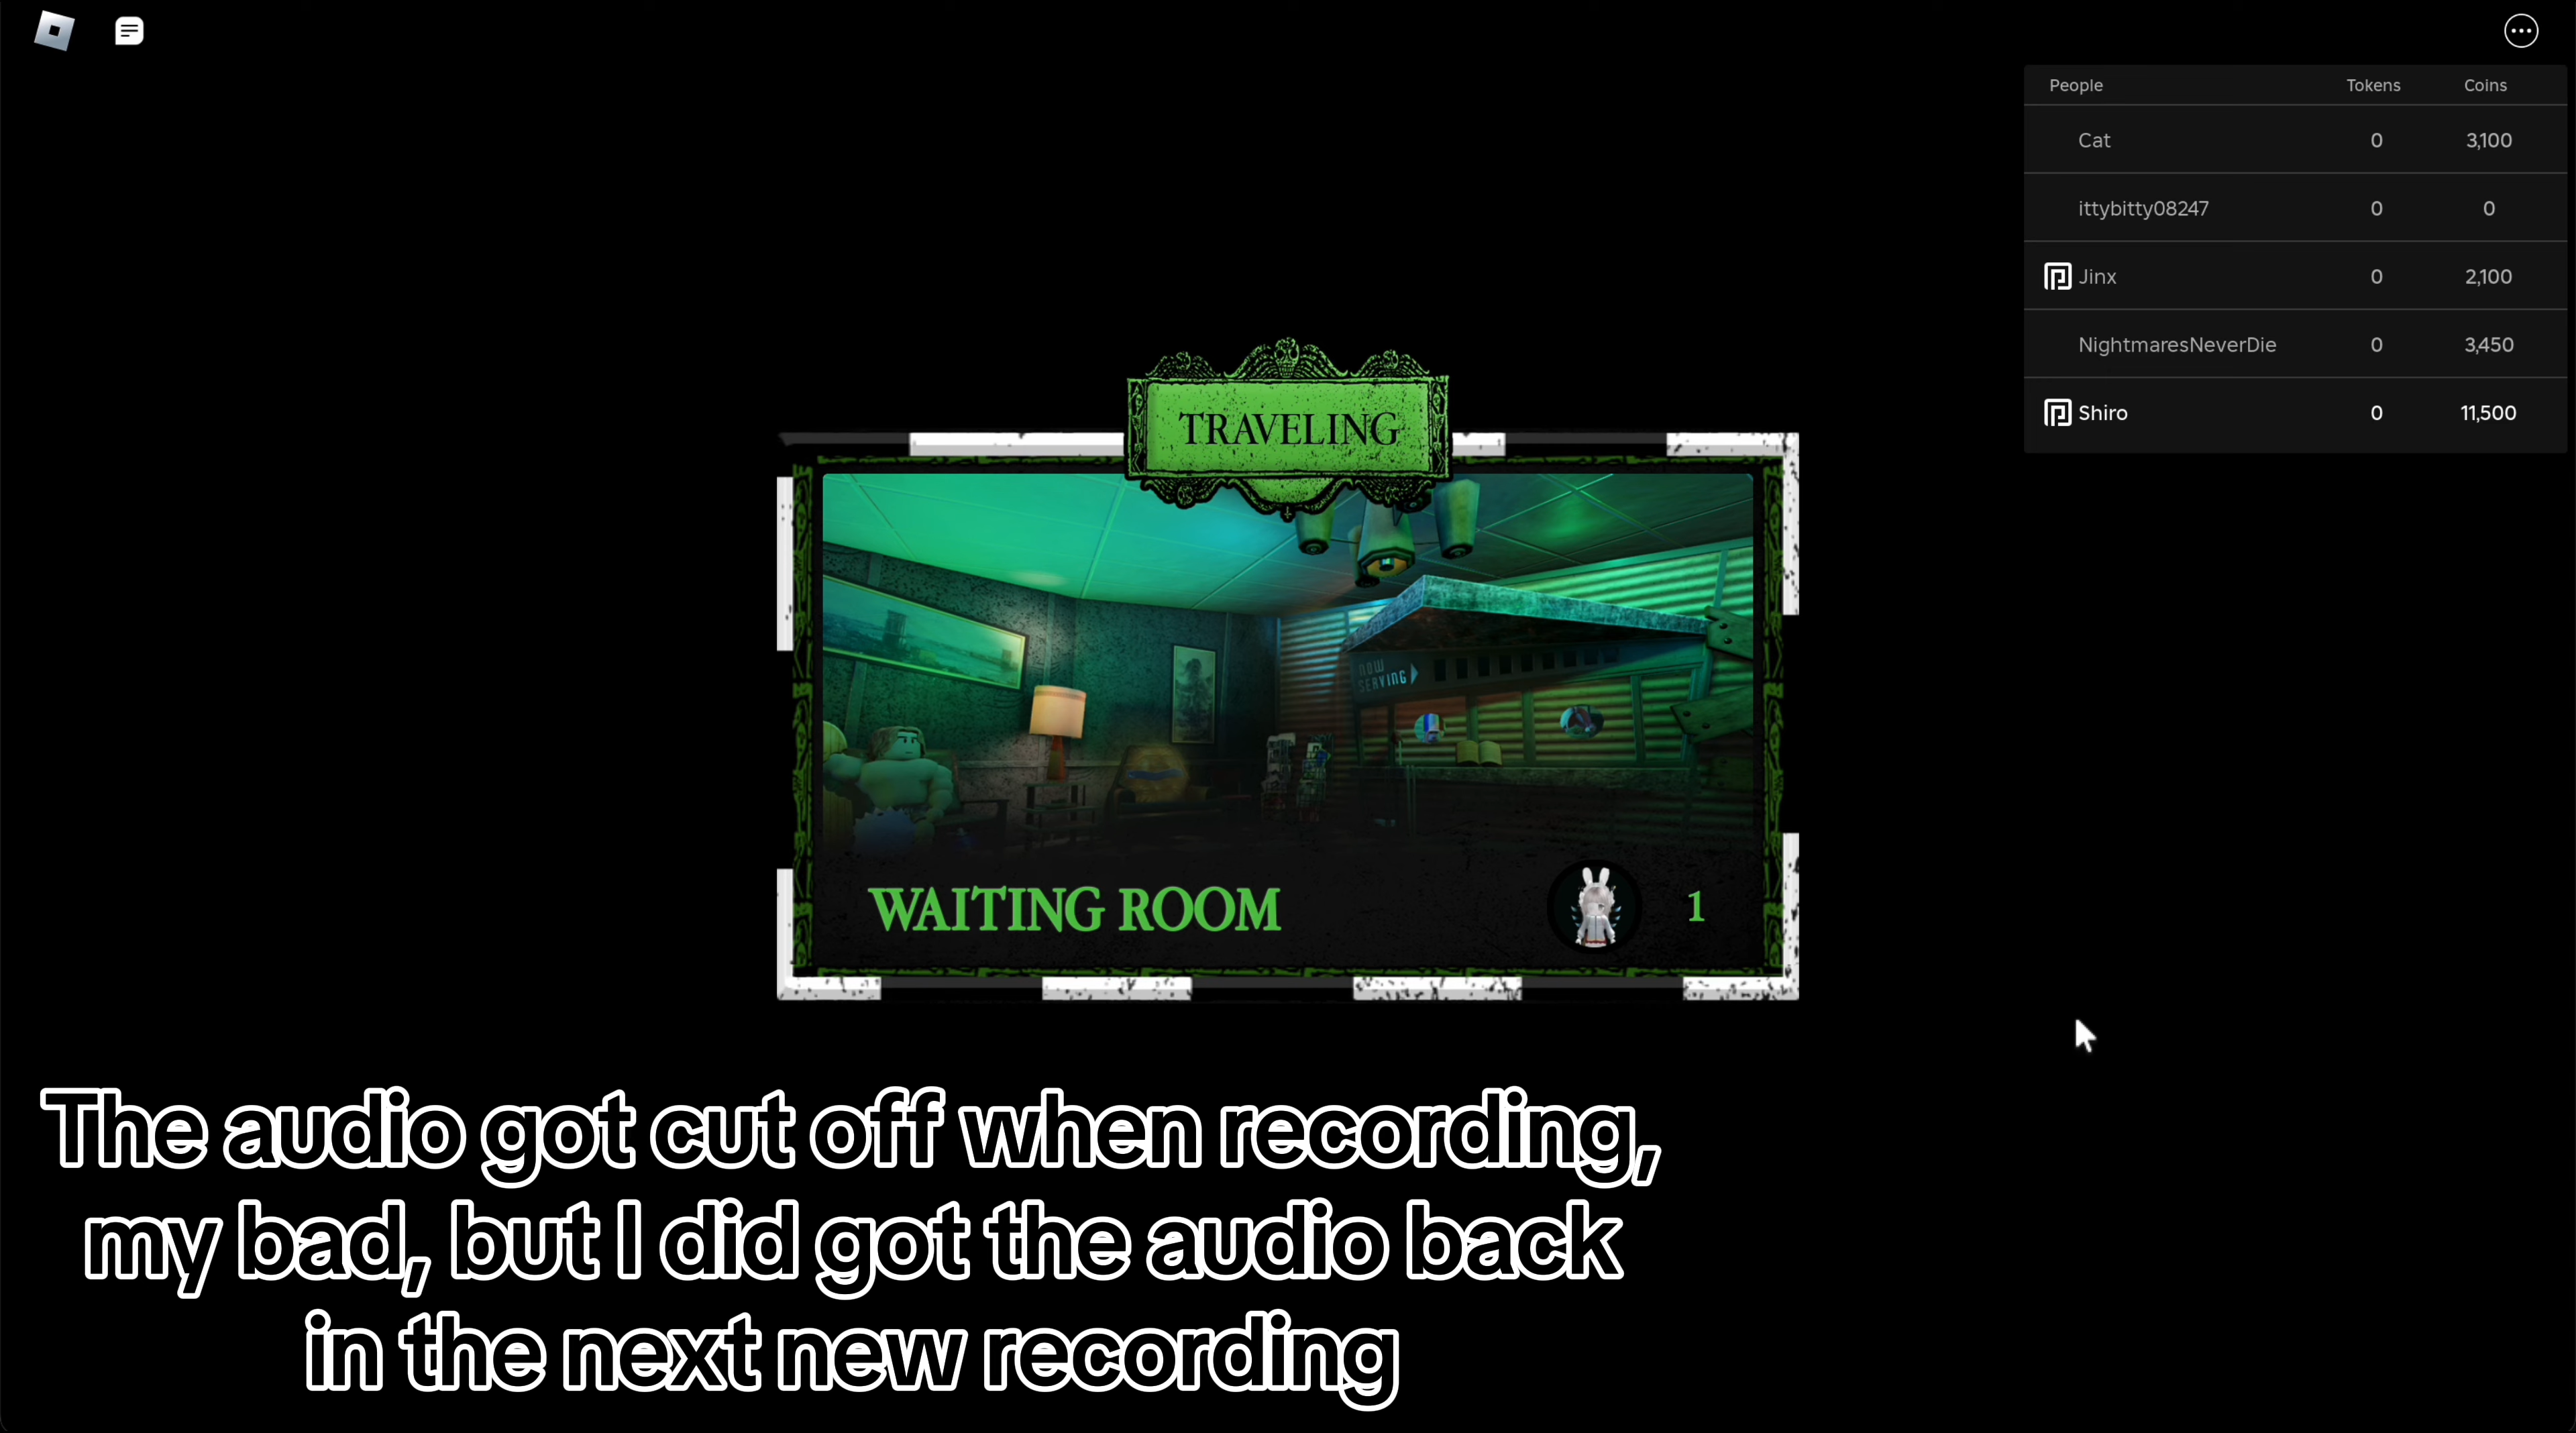 People Tokens Coins
Cat 0 3,100
ittybitty08247 0 0
Jinx 0 2,100
NightmaresNeverDie 0 3,450
Shiro 0 11,500
TRAVELING
NOW
SERVING
WAITING ROOM 1
The audio got cut off when recording,
my bad, but I did got the audio back
in the next new recording